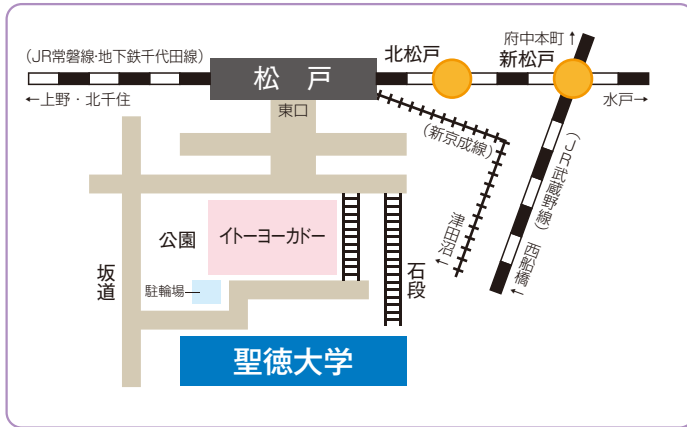 府中本町↑
北松戸
新松戸
(JR常磐線・地下鉄千代田線)
松戸
←上野・北千住
水戸→
東口
(新京成線)
(JR武蔵野線)
津田沼
←
西船橋
←
公園
イトーヨーカドー
坂道
石段
駐輪場
聖徳大学